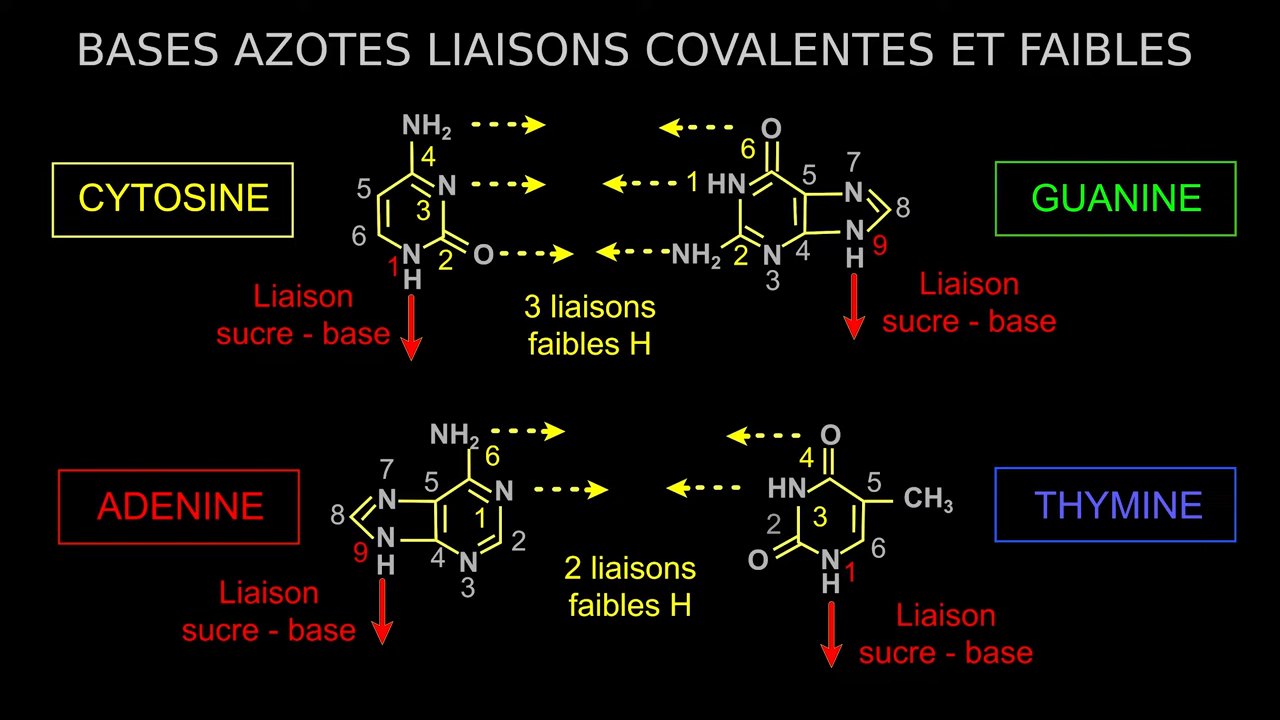 BASES AZOTES LIAISONS COVALENTES ET FAIBLES
CYTOSINE
NH2
4
5
N
3
6
1
N
H
2
O
Liaison
sucre - base
3 liaisons
faibles H
O
6
5
7
1 HN
N
8
NH2
2
N
3
4
N
H
9
GUANINE
Liaison
sucre - base
ADENINE
NH2
6
7
5
N
N
8
1
9
N
H
4
N
3
2
Liaison
sucre - base
2 liaisons
faibles H
O
4
5
HN
CH3
2
3
6
O
N
H
1
THYMINE
Liaison
sucre - base